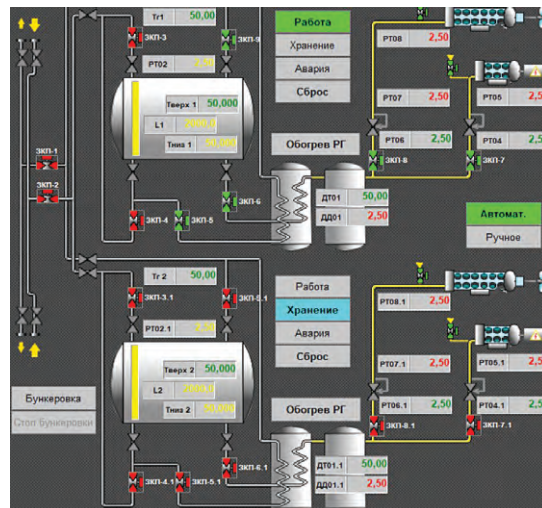 Тг1 50,00
ЗКП-3
ЗКП-9
РТ02
Работа
Хранение
Авария
Сброс
РТ08 2,50
Тверх 1 50,000
L1
Тниз 1
РТ07 2,50
РТ05 2,5
ЗКП-1
ЗКП-2
Обогрев РГ
РТ06 2,50
РТ04 2,5
ЗКП-8
ЗКП-7
ЗКП-6
ДТ01 50,00
ДД01 2,50
ЗКП-4
ЗКП-5
Автомат.
Ручное
Тг 2 50,00
ЗКП-3.1
ЗКП-9.1
РТ02.1
Работа
Хранение
Авария
Сброс
РТ08.1 2,50
Тверх 2 50,000
L2
Тниз 2
РТ07.1 2,50
РТ05.1 2,5
Бункеровка
Стоп бункеровки
Обогрев РГ
РТ06.1 2,50
РТ04.1 2,5
ЗКП-8.1
ЗКП-7.1
ЗКП-6.1
ДТ01.1 50,00
ДД01.1 2,50
ЗКП-4.1
ЗКП-5.1